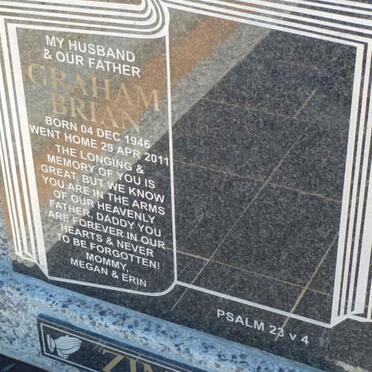 MY HUSBAND
& OUR FATHER
GRAHAM
BRIAN
BORN 04 DEC 1946
WENT HOME 29 APR 2011
THE LONGING &
MEMORY OF YOU IS
GREAT, BUT WE KNOW
YOU ARE IN THE ARMS
OF OUR HEAVENLY
FATHER. DADDY YOU
ARE FOREVER IN OUR
HEARTS & NEVER
TO BE FORGOTTEN!
MOMMY,
MEGAN & ERIN
PSALM 23 v 4